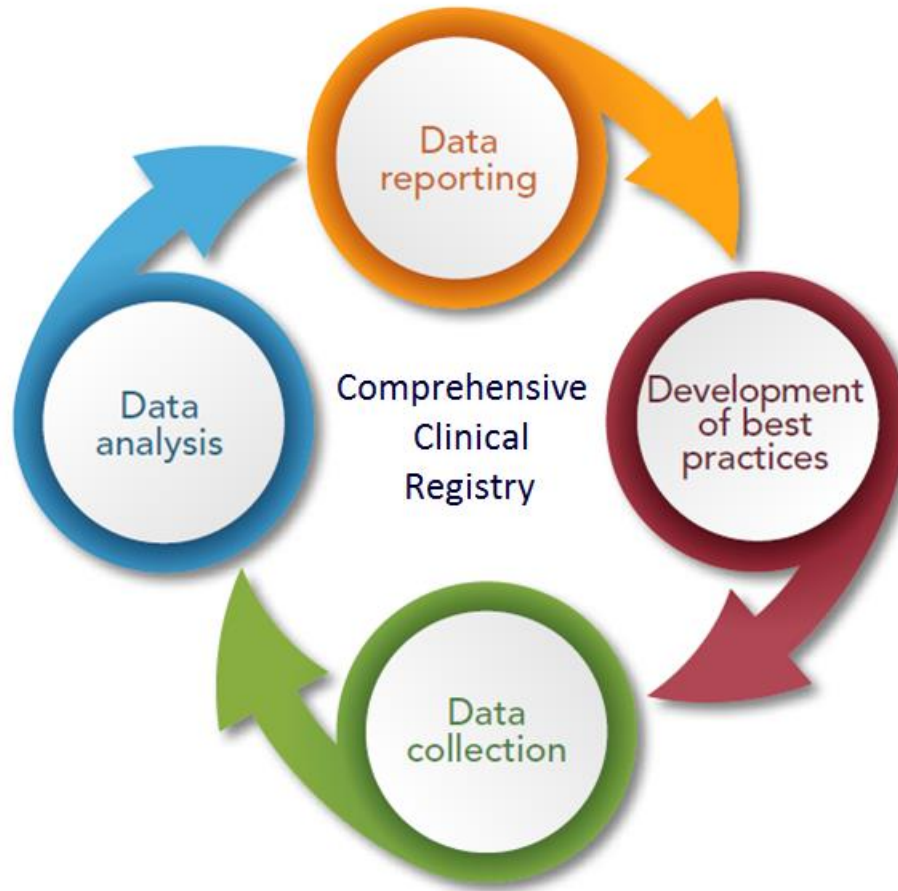 Data
reporting
Development
of best
practices
Data
collection
Data
analysis
Comprehensive
Clinical
Registry